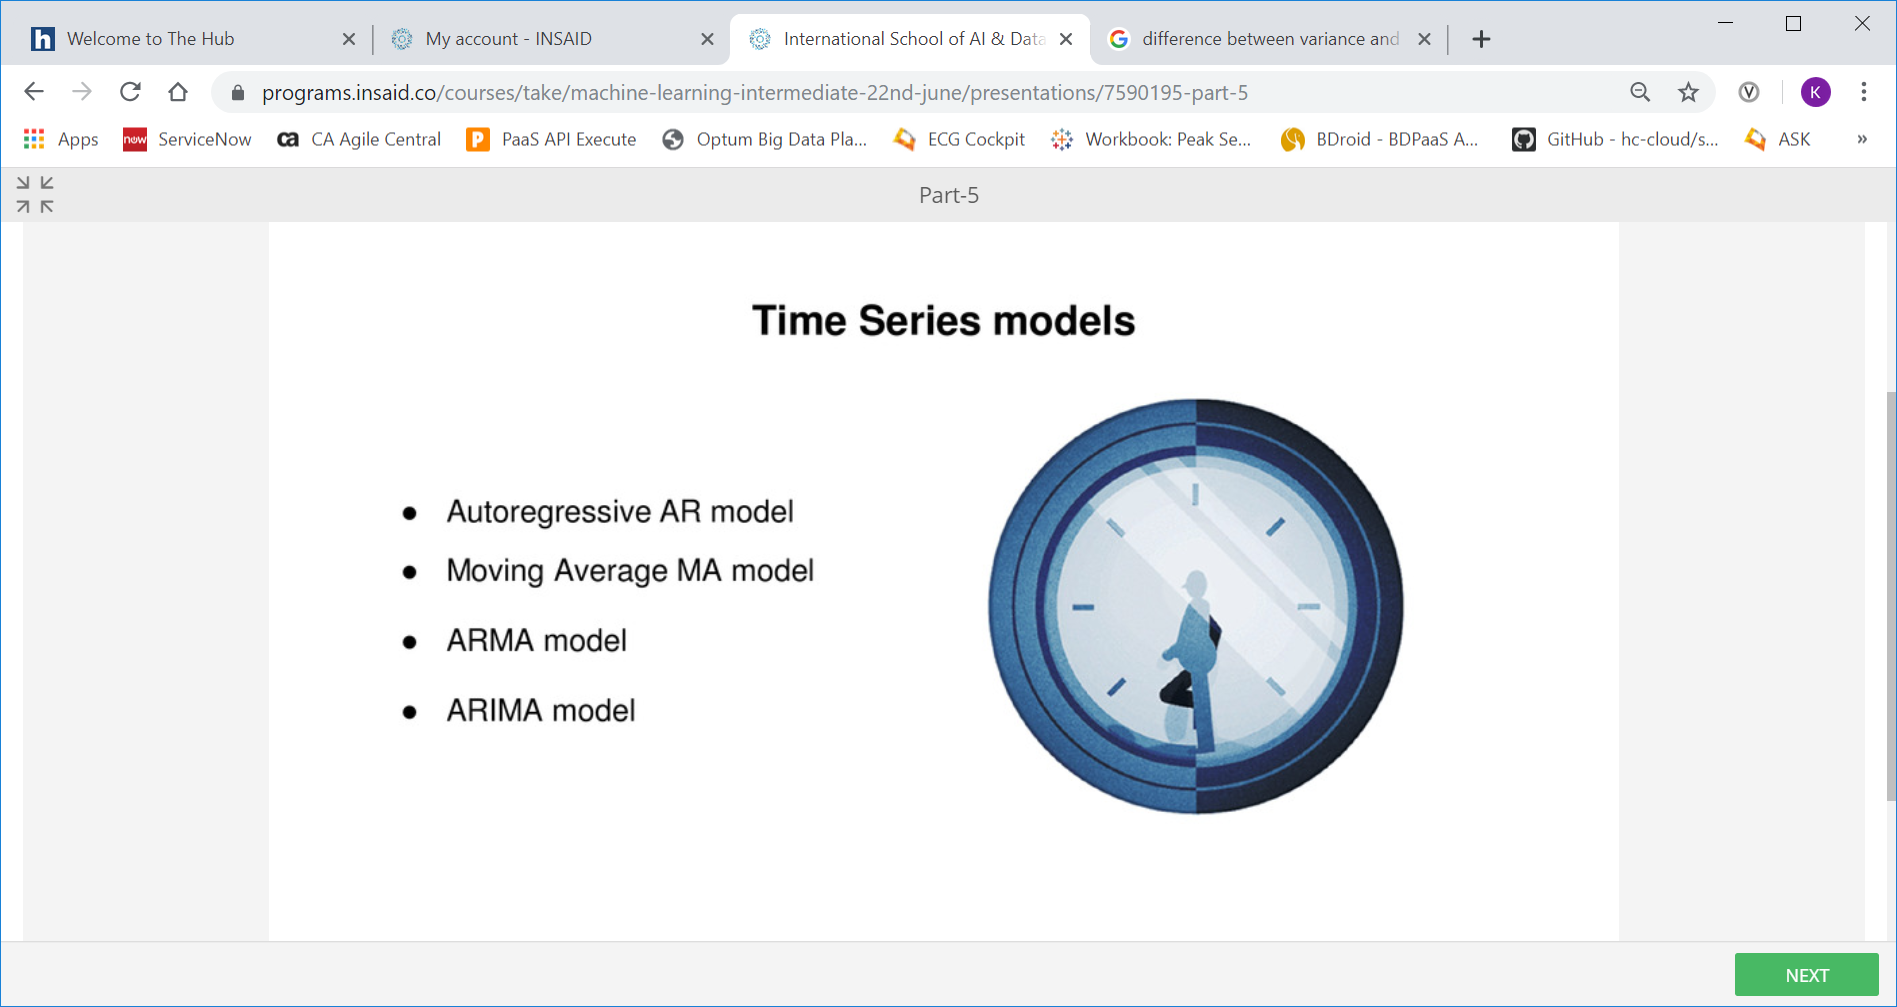 Welcome to The Hub
My account - INSAID
International School of AI & Data
difference between variance and
programs.insaid.co/courses/take/machine-learning-intermediate-22nd-june/presentations/7590195-part-5
K
Apps
now
ServiceNow
ca
CA Agile Central
P
PaaS API Execute
Optum Big Data Pla...
ECG Cockpit
Workbook: Peak Se...
BDroid - BDPaaS A...
GitHub - hc-cloud/s...
ASK
»
Part-5
Time Series models
● Autoregressive AR model
● Moving Average MA model
● ARMA model
● ARIMA model
NEXT